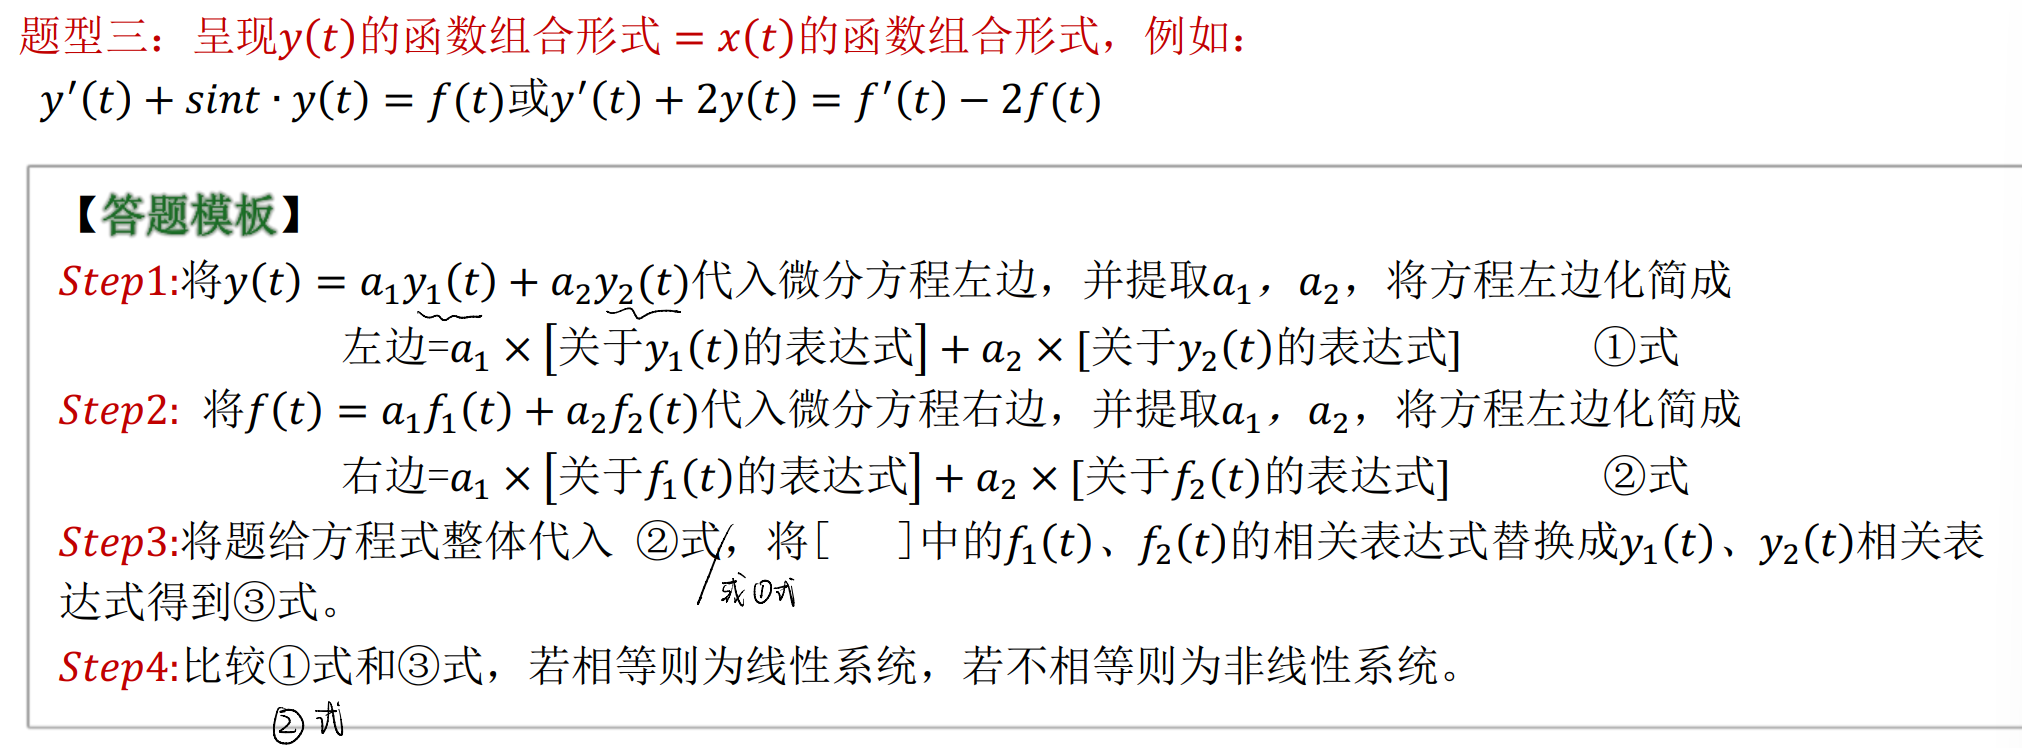 题型三：呈现y(t)的函数组合形式 = x(t)的函数组合形式，例如：
y′(t) + sint · y(t) = f(t)或y′(t) + 2y(t) = f′(t) − 2f(t)
【答题模板】
Step1:将y(t) = a₁y₁(t) + a₂y₂(t)代入微分方程左边，并提取a₁，a₂，将方程左边化简成
左边=a₁ × [关于y₁(t)的表达式] + a₂ × [关于y₂(t)的表达式] ①式
Step2: 将f(t) = a₁f₁(t) + a₂f₂(t)代入微分方程右边，并提取a₁，a₂，将方程左边化简成
右边=a₁ × [关于f₁(t)的表达式] + a₂ × [关于f₂(t)的表达式] ②式
Step3:将题给方程式整体代入 ②式，将[ ]中的f₁(t)、f₂(t)的相关表达式替换成y₁(t)、y₂(t)相关表
/或①式
达式得到③式。
Step4:比较①式和③式，若相等则为线性系统，若不相等则为非线性系统。
②式